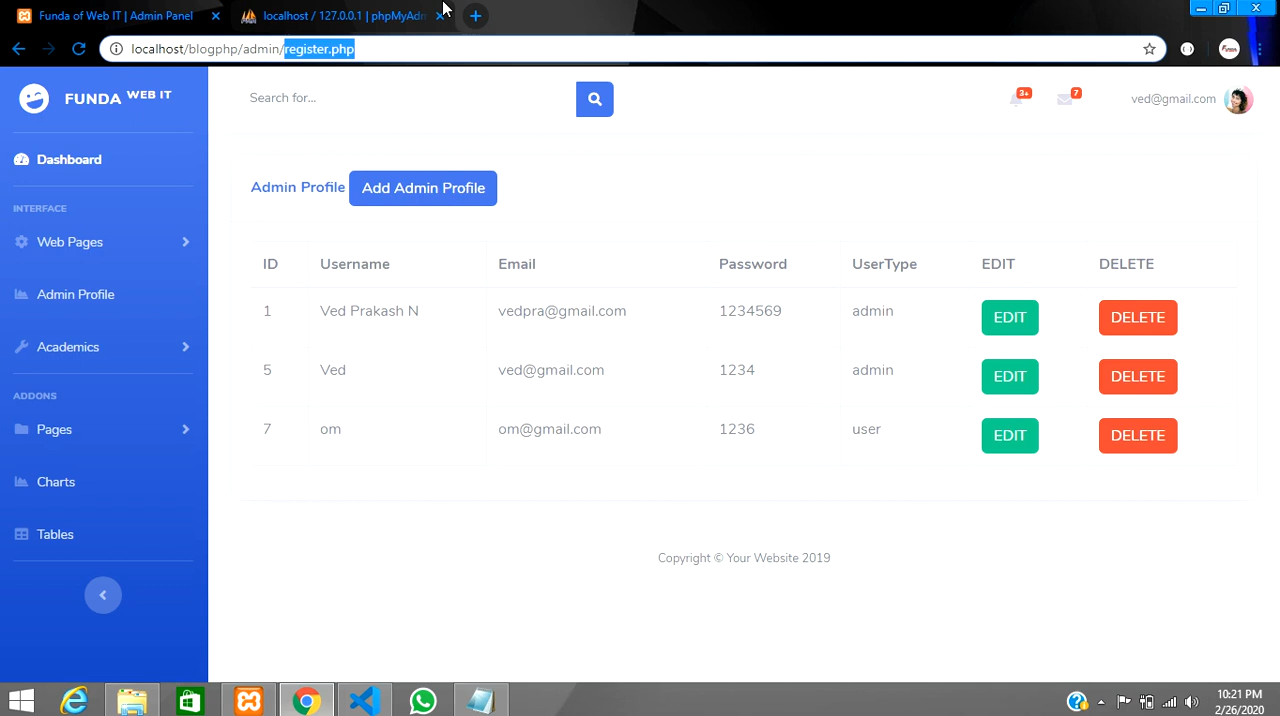 Funda of Web IT | Admin Panel
localhost / 127.0.0.1 | phpMyAdm
localhost/blogphp/admin/register.php
FUNDA WEB IT
Search for...
3+
7
ved@gmail.com
Dashboard
INTERFACE
Web Pages
Admin Profile
Academics
ADDONS
Pages
Charts
Tables
Admin Profile Add Admin Profile
ID Username Email Password UserType EDIT DELETE
1 Ved Prakash N vedpra@gmail.com 1234569 admin EDIT DELETE
5 Ved ved@gmail.com 1234 admin EDIT DELETE
7 om om@gmail.com 1236 user EDIT DELETE
Copyright © Your Website 2019
10:21 PM
2/26/2020